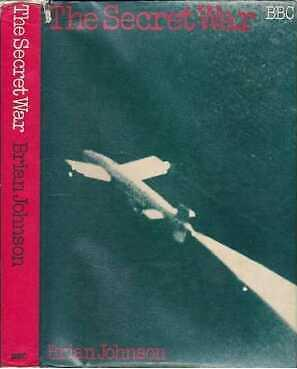 The Secret War
Brian Johnson
BBC
The Secret War
BBC
Brian Johnson